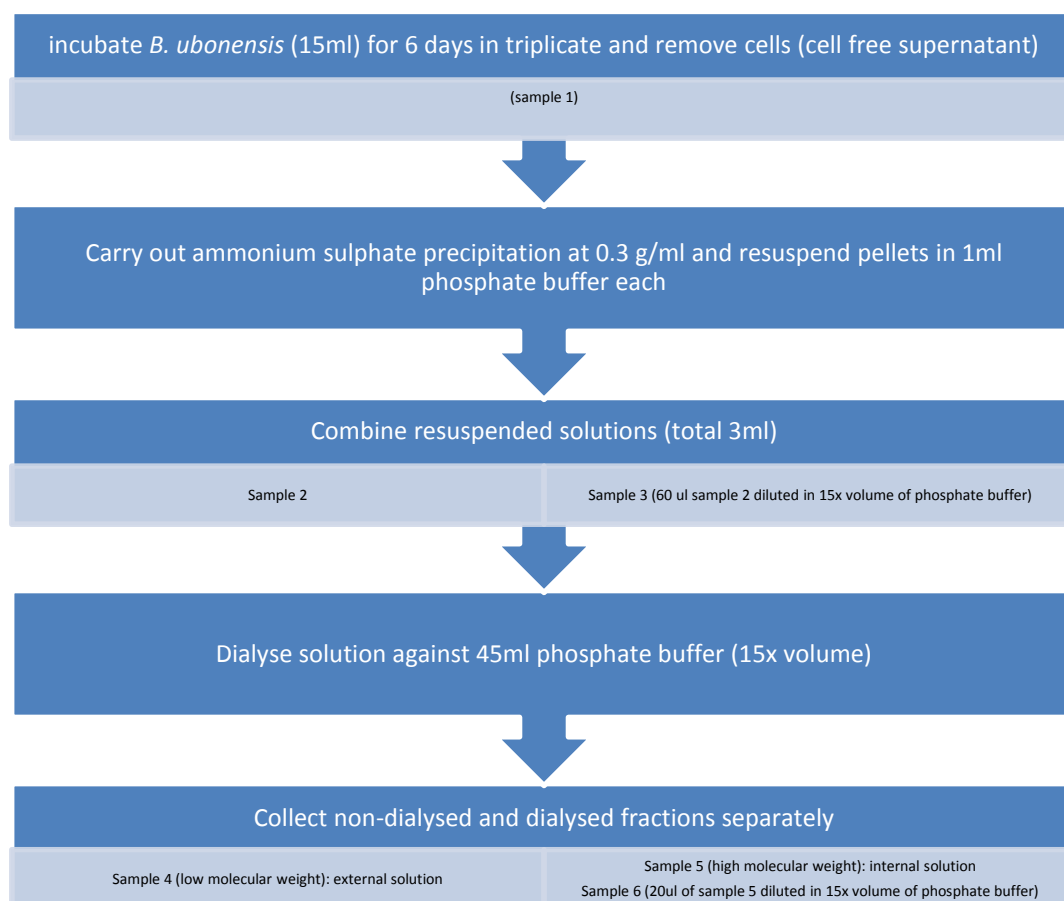 incubate B. ubonensis (15ml) for 6 days in triplicate and remove cells (cell free supernatant)
(sample 1)
Carry out ammonium sulphate precipitation at 0.3 g/ml and resuspend pellets in 1ml
phosphate buffer each
Combine resuspended solutions (total 3ml)
Sample 2
Sample 3 (60 ul sample 2 diluted in 15x volume of phosphate buffer)
Dialyse solution against 45ml phosphate buffer (15x volume)
Collect non-dialysed and dialysed fractions separately
Sample 4 (low molecular weight): external solution
Sample 5 (high molecular weight): internal solution
Sample 6 (20ul of sample 5 diluted in 15x volume of phosphate buffer)